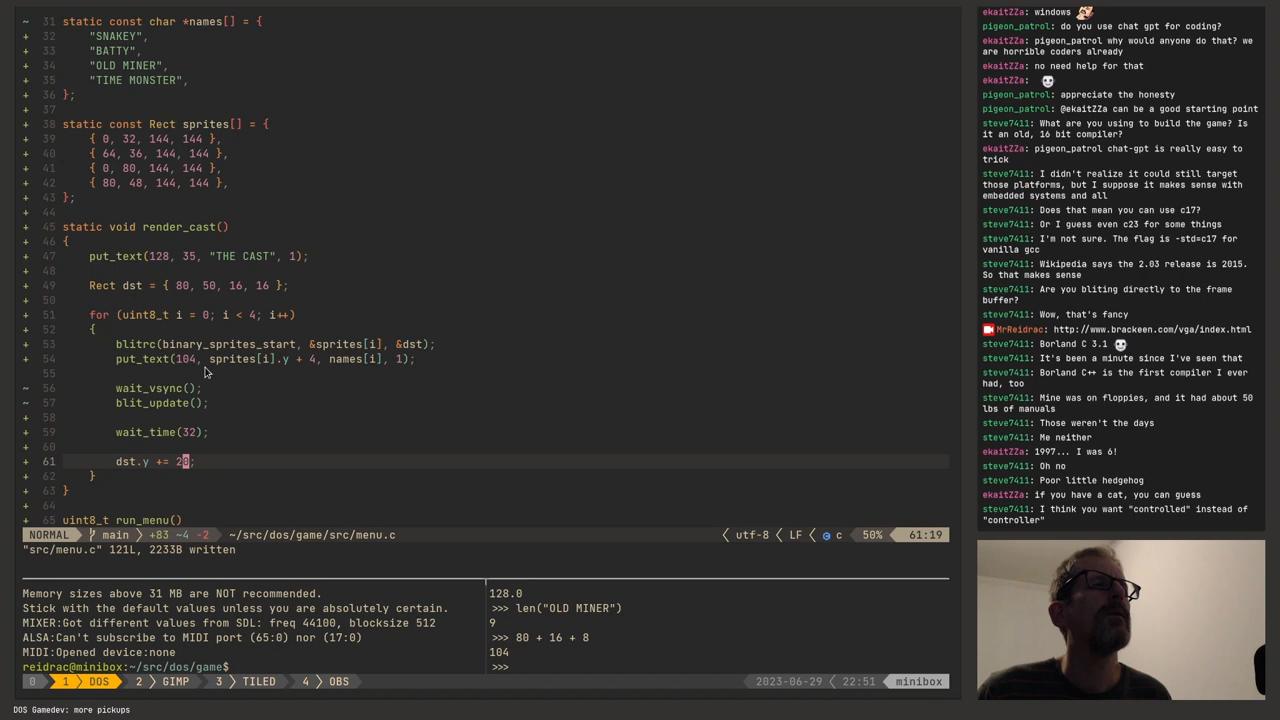 ~ 31 static const char *names[] = {
+ 32 "SNAKEY",
+ 33 "BATTY",
+ 34 "OLD MINER",
+ 35 "TIME MONSTER",
+ 36 };
+ 37
+ 38 static const Rect sprites[] = {
+ 39 { 0, 32, 144, 144 },
+ 40 { 64, 36, 144, 144 },
+ 41 { 0, 80, 144, 144 },
+ 42 { 80, 48, 144, 144 },
+ 43 };
+ 44
+ 45 static void render_cast()
+ 46 {
+ 47 put_text(128, 35, "THE CAST", 1);
+ 48
+ 49 Rect dst = { 80, 50, 16, 16 };
+ 50
+ 51 for (uint8_t i = 0; i < 4; i++)
+ 52 {
+ 53 blitrc(binary_sprites_start, &sprites[i], &dst);
+ 54 put_text(104, sprites[i].y + 4, names[i], 1);
55
~ 56 wait_vsync();
~ 57 blit_update();
+ 58
+ 59 wait_time(32);
+ 60
+ 61 dst.y += 20;
+ 62 }
+ 63 }
+ 64
+ 65 uint8_t run_menu()
NORMAL main +83 ~4 -2 ~/src/dos/game/src/menu.c utf-8 LF c 50% 61:19
"src/menu.c" 121L, 2233B written
Memory sizes above 31 MB are NOT recommended.
Stick with the default values unless you are absolutely certain.
MIXER:Got different values from SDL: freq 44100, blocksize 512
ALSA:Can't subscribe to MIDI port (65:0) nor (17:0)
MIDI:Opened device:none
reidrac@minibox:~/src/dos/game$
128.0
>>> len("OLD MINER")
9
>>> 80 + 16 + 8
104
>>>
0 1 DOS 2 GIMP 3 TILED 4 OBS 2023-06-29 22:51 minibox
DOS Gamedev: more pickups
ekaitZZa: windows
pigeon_patrol: do you use chat gpt for coding?
ekaitZZa: pigeon_patrol why would anyone do that? we
are horrible coders already
ekaitZZa: no need help for that
ekaitZZa:
pigeon_patrol: appreciate the honesty
pigeon_patrol: @ekaitZZa can be a good starting point
steve7411: What are you using to build the game? Is
it an old, 16 bit compiler?
ekaitZZa: pigeon_patrol chat-gpt is really easy to
trick
steve7411: I didn't realize it could still target
those platforms, but I suppose it makes sense with
embedded systems and all
steve7411: Does that mean you can use c17?
steve7411: Or I guess even c23 for some things
steve7411: I'm not sure. The flag is -std=c17 for
vanilla gcc
steve7411: Wikipedia says the 2.03 release is 2015.
So that makes sense
steve7411: Are you bliting directly to the frame
buffer?
steve7411: Wow, that's fancy
MrReidrac: http://www.brackeen.com/vga/index.html
steve7411: Borland C 3.1
steve7411: It's been a minute since I've seen that
steve7411: Borland C++ is the first compiler I ever
had, too
steve7411: Mine was on floppies, and it had about 50
lbs of manuals
steve7411: Those weren't the days
steve7411: Me neither
ekaitZZa: 1997... I was 6!
steve7411: Oh no
steve7411: Poor little hedgehog
ekaitZZa: if you have a cat, you can guess
steve7411: I think you want "controlled" instead of
"controller"